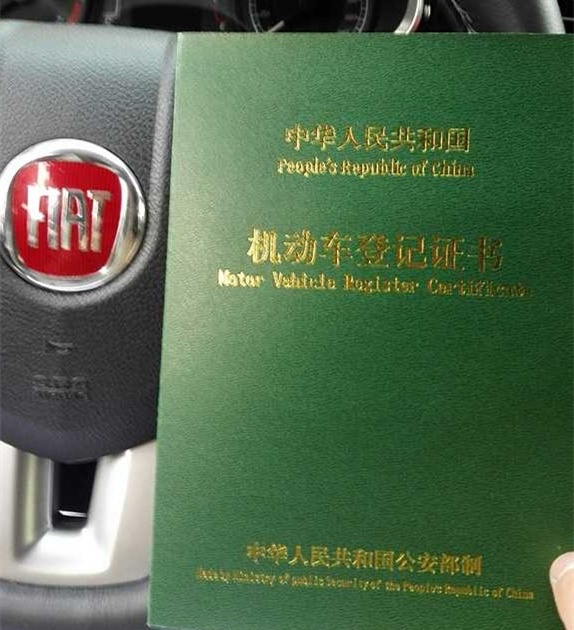 FIAT
中华人民共和国
People's Republic of China
机动车登记证书
Motor Vehicle Register Certificate
中华人民共和国公安部制
Made by Ministry of public Security of the People's Republic of China